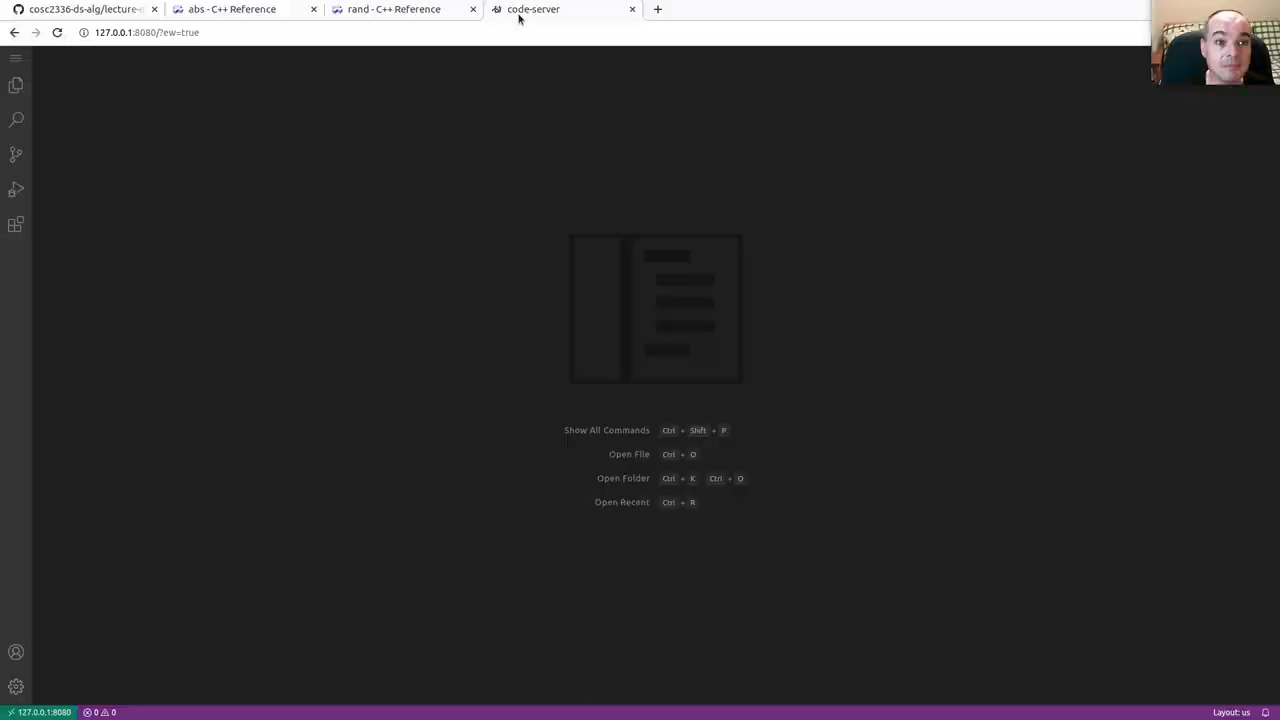 cosc2336-ds-alg/lecture-
abs - C++ Reference
rand - C++ Reference
code-server
127.0.0.1:8080/?ew=true
Show All Commands Ctrl + Shift + P
Open File Ctrl + O
Open Folder Ctrl + K Ctrl + O
Open Recent Ctrl + R
127.0.0.1:8080 0 0 Layout: us